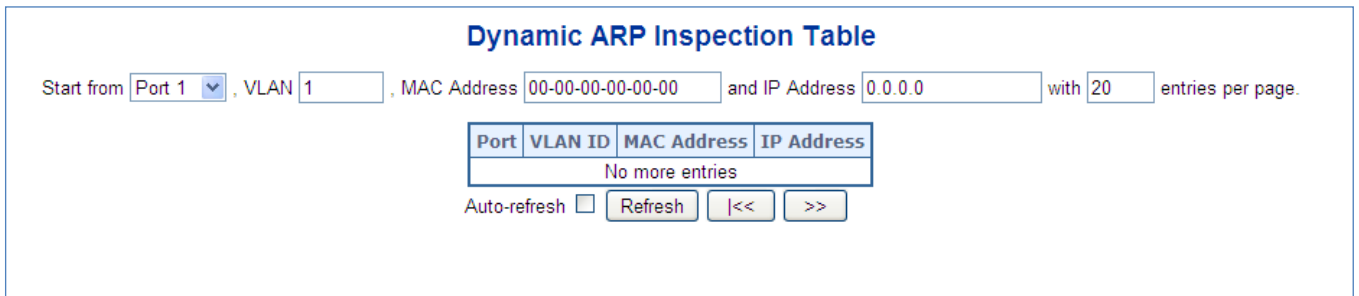 Dynamic ARP Inspection Table
Start from Port 1 , VLAN 1 , MAC Address 00-00-00-00-00-00 and IP Address 0.0.0.0 with 20 entries per page.
Port VLAN ID MAC Address IP Address
No more entries
Auto-refresh Refresh |<< >>